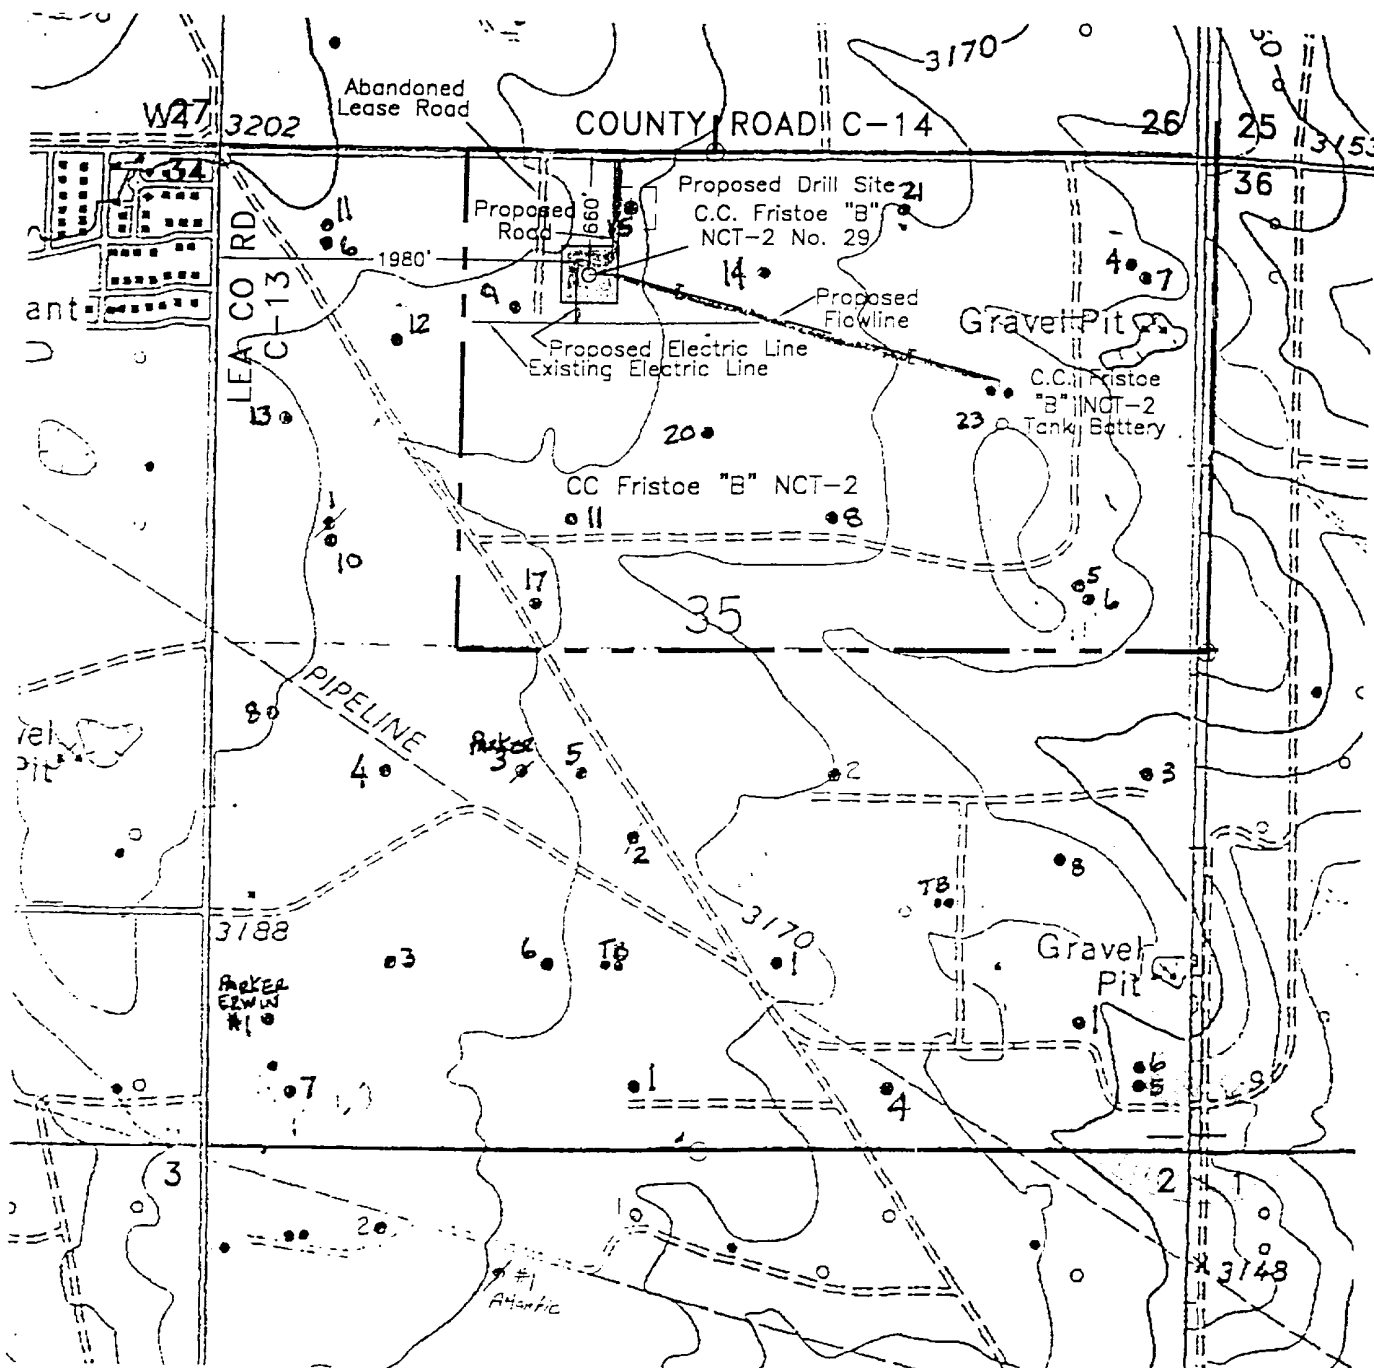 3170
Abandoned
Lease Road
27
3202
COUNTY ROAD C-14
26
25
3153
34
36
Proposed Drill Site
C.C. Fristoe "B"
NCT-2 No. 29
21
11
6
Proposed
Road
15
660'
LEA CO RD
C-13
1980'
14
4
7
9
Proposed
Flowline
Gravel Pit
ant
12
Proposed Electric Line
Existing Electric Line
C.C. Fristoe
"B" NCT-2
Tank Battery
13
23
20
CC Fristoe "B" NCT-2
1
11
8
10
17
5
6
35
PIPELINE
8
vel
Pit
4
PARKER
3
5
2
3
2
8
TB
3188
3170
3
6
TB
1
Gravel
Pit
PARKER
ERWIN
#1
1
7
1
4
6
5
3
2
1
2
1
3148
#1
Atlantic